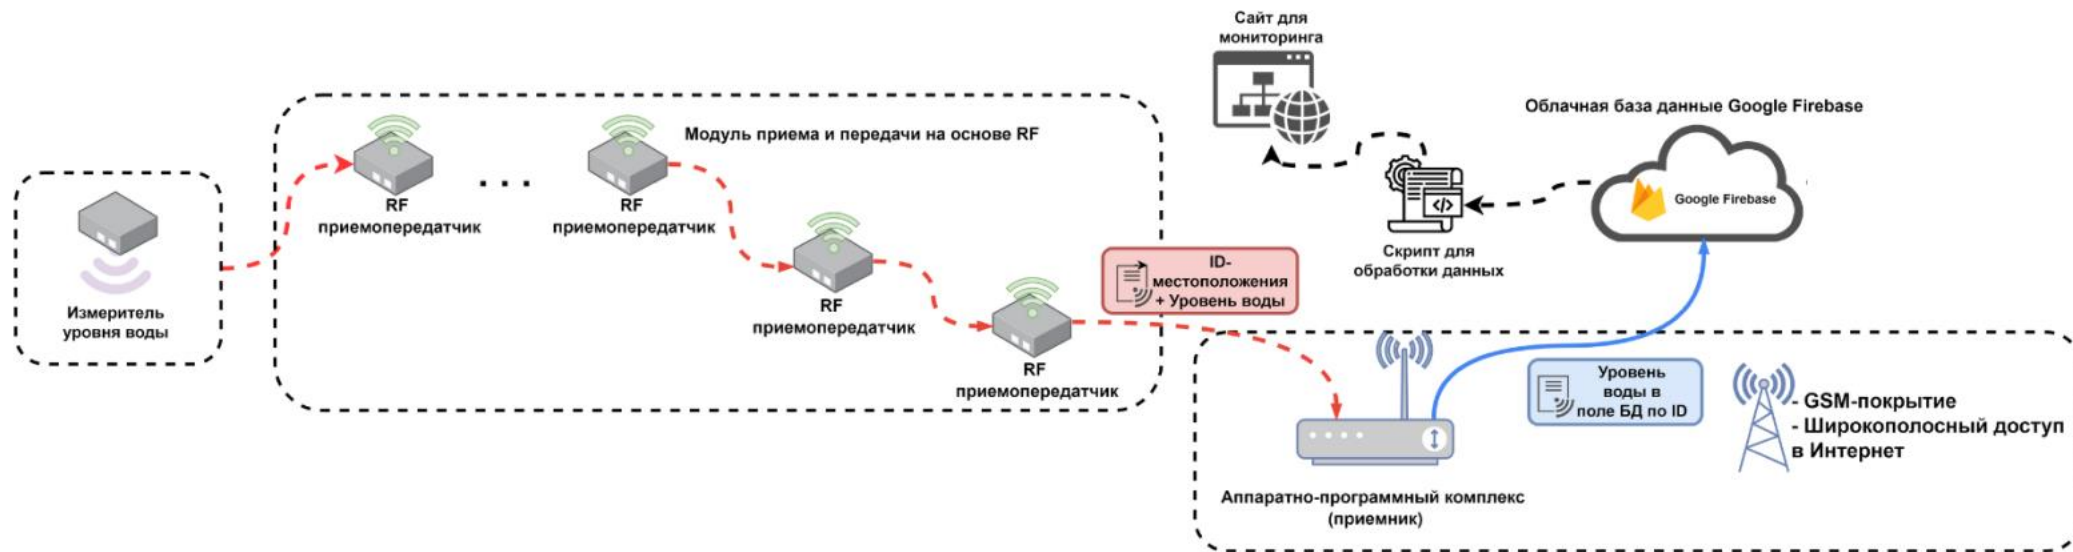 Сайт для
мониторинга
Облачная база данные Google Firebase
Модуль приема и передачи на основе RF
Google Firebase
RF
приемопередатчик
. . .
RF
приемопередатчик
Скрипт для
обработки данных
ID-
местоположения
+ Уровень воды
Измеритель
уровня воды
RF
приемопередатчик
RF
приемопередатчик
Уровень
воды в
поле БД по ID
- GSM-покрытие
- Широкополосный доступ
в Интернет
Аппаратно-программный комплекс
(приемник)